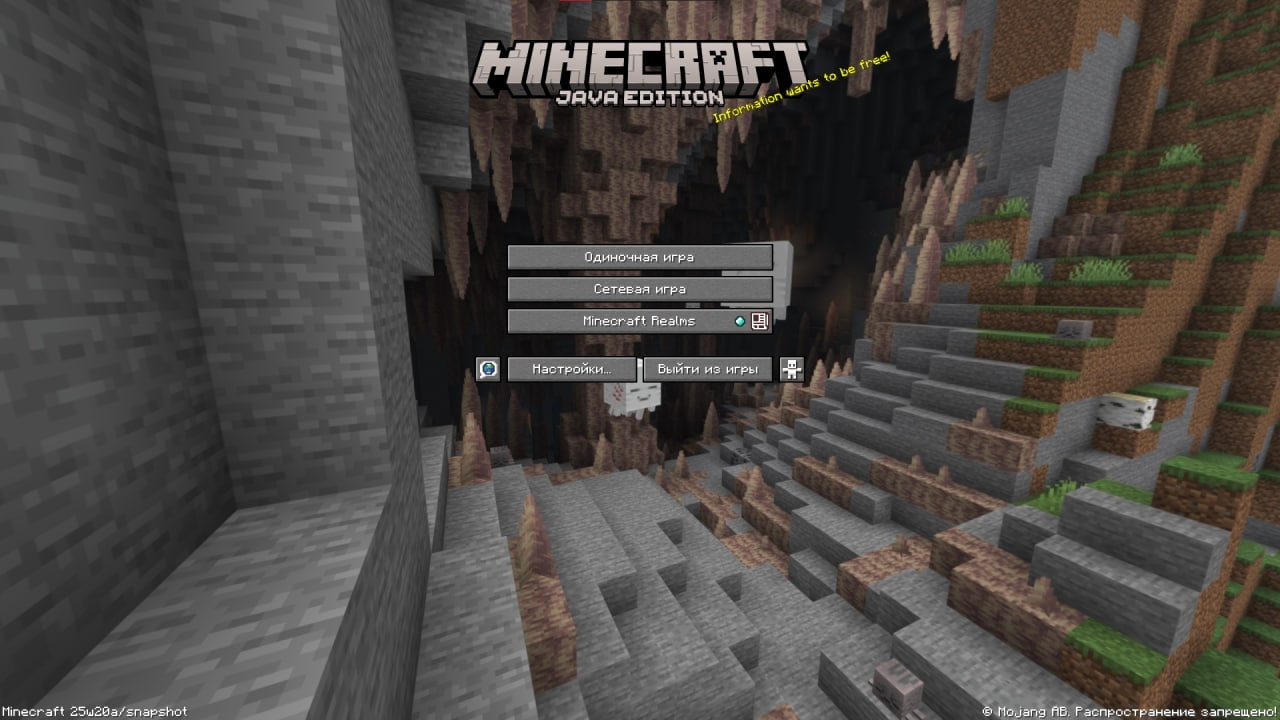 MINECRAFT
JAVA EDITION
Information wants to be free!
Одиночная игра
Сетевая игра
Minecraft Realms
Настройки...
Выйти из игры
Minecraft 25w20a/snapshot
© Mojang AB. Распространение запрещено!